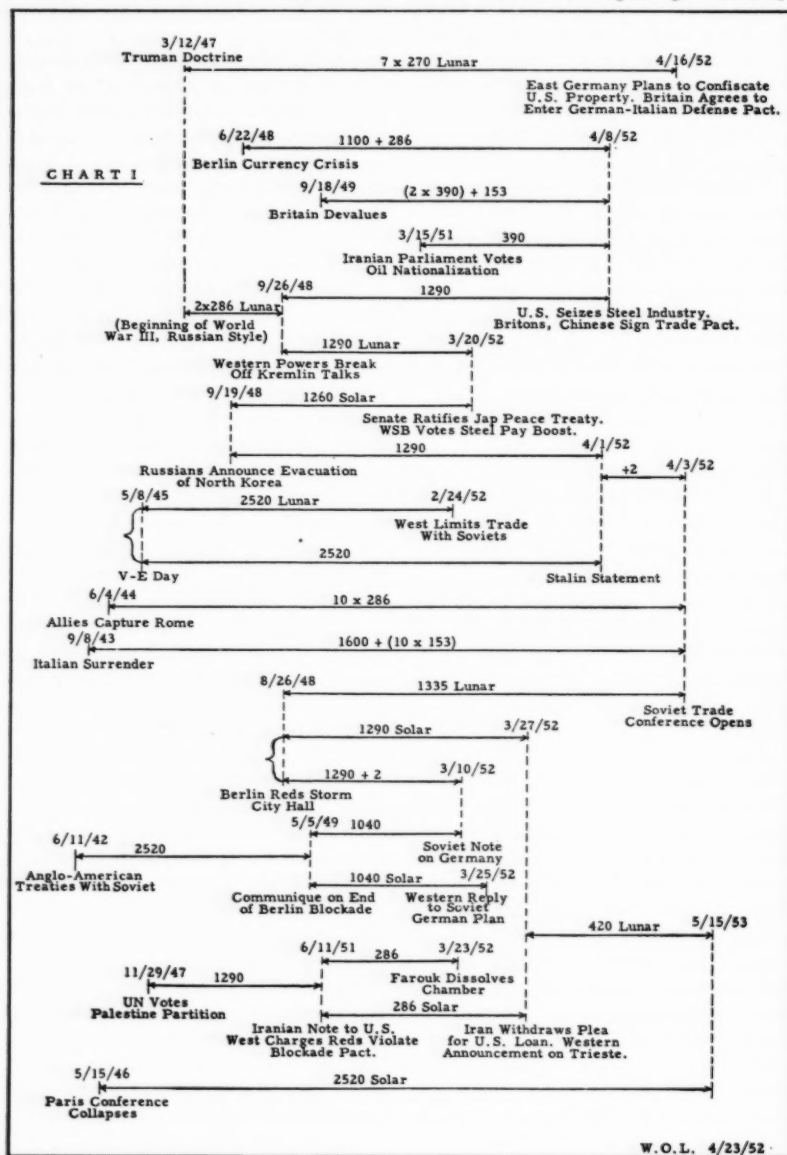 3/12/47
Truman Doctrine
7 x 270 Lunar
4/16/52
East Germany Plans to Confiscate
U.S. Property. Britain Agrees to
Enter German-Italian Defense Pact.
6/22/48
1100 + 286
4/8/52
Berlin Currency Crisis
CHART I
9/18/49
(2 x 390) + 153
Britain Devalues
3/15/51
390
Iranian Parliament Votes
Oil Nationalization
9/26/48
1290
2x286 Lunar
U.S. Seizes Steel Industry.
Britons, Chinese Sign Trade Pact.
(Beginning of World
War III, Russian Style)
1290 Lunar
3/20/52
Western Powers Break
Off Kremlin Talks
9/19/48
1260 Solar
Senate Ratifies Jap Peace Treaty.
WSB Votes Steel Pay Boost.
1290
4/1/52
Russians Announce Evacuation
of North Korea
+2
4/3/52
5/8/45
2520 Lunar
2/24/52
West Limits Trade
With Soviets
2520
V-E Day
Stalin Statement
6/4/44
10 x 286
Allies Capture Rome
9/8/43
1600 + (10 x 153)
Italian Surrender
8/26/48
1335 Lunar
Soviet Trade
Conference Opens
1290 Solar
3/27/52
1290 + 2
3/10/52
Berlin Reds Storm
City Hall
5/5/49
1040
Soviet Note
on Germany
6/11/42
2520
Anglo-American
Treaties With Soviet
1040 Solar
3/25/52
Communique on End
of Berlin Blockade
Western Reply
to Soviet
German Plan
420 Lunar
5/15/53
6/11/51
286
3/23/52
Farouk Dissolves
Chamber
11/29/47
1290
UN Votes
Palestine Partition
286 Solar
Iranian Note to U.S.
West Charges Reds Violate
Blockade Pact.
Iran Withdraws Plea
for U.S. Loan. Western
Announcement on Trieste.
5/15/46
2520 Solar
Paris Conference
Collapses
W.O.L. 4/23/52